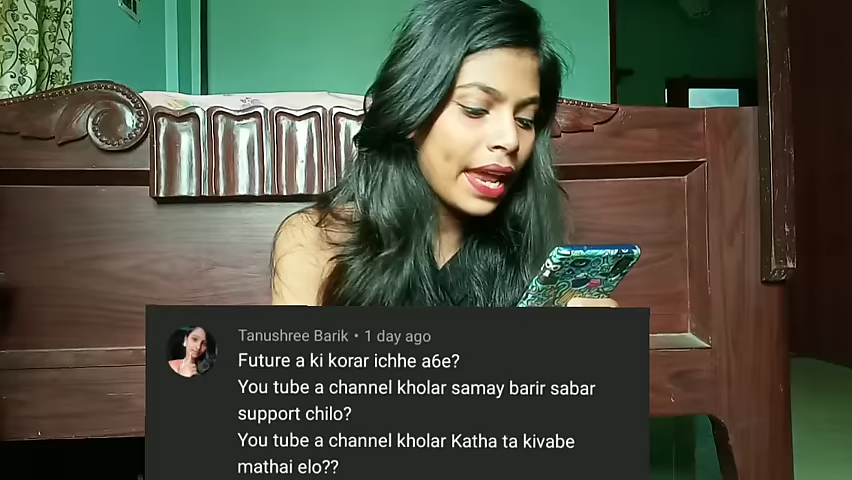 Tanushree Barik • 1 day ago
Future a ki korar ichhe a6e?
You tube a channel kholar samay barir sabar
support chilo?
You tube a channel kholar Katha ta kivabe
mathai elo??